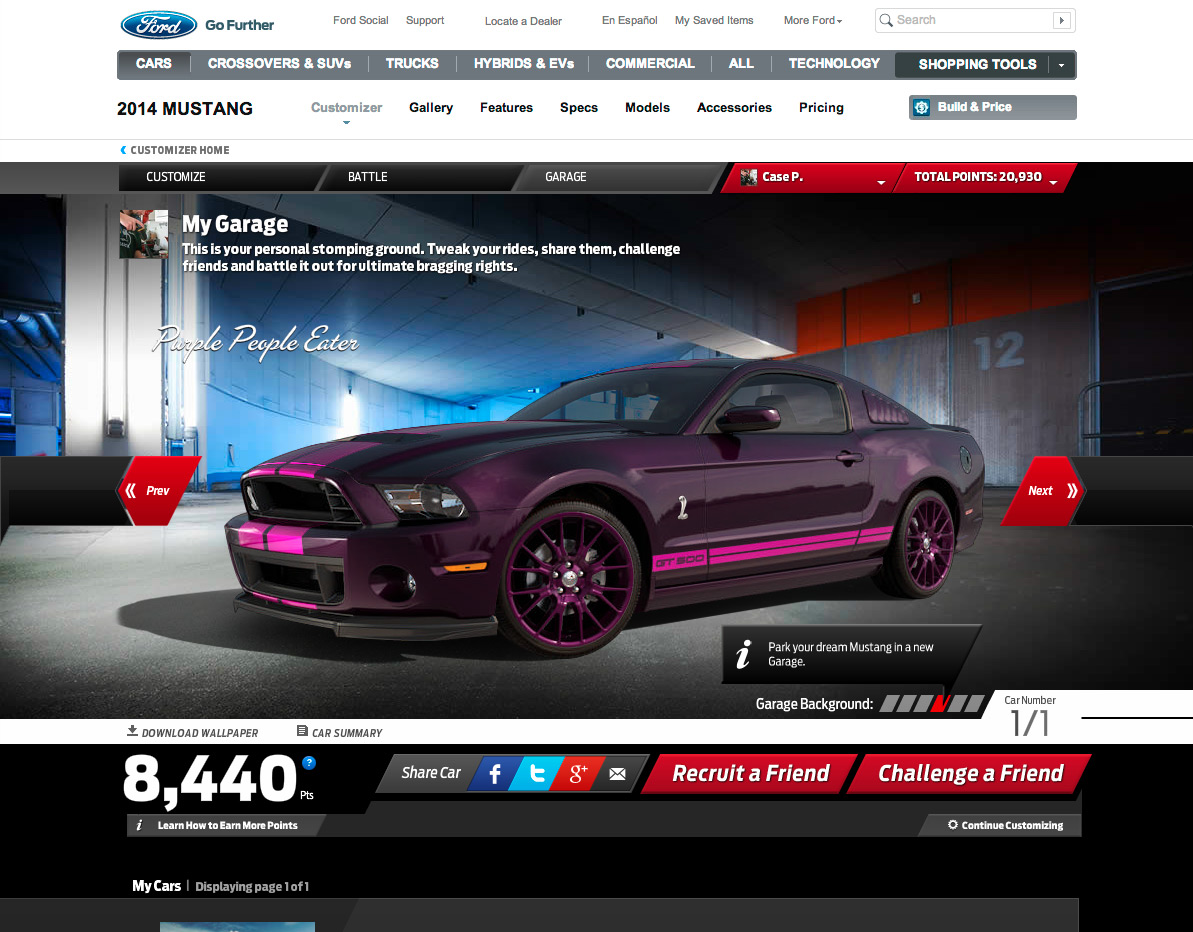 Ford Go Further
Ford Social Support Locate a Dealer En Español My Saved Items More Ford Search
CARS CROSSOVERS & SUVs TRUCKS HYBRIDS & EVs COMMERCIAL ALL TECHNOLOGY SHOPPING TOOLS
2014 MUSTANG Customizer Gallery Features Specs Models Accessories Pricing Build & Price
CUSTOMIZER HOME
CUSTOMIZE BATTLE GARAGE Case P. TOTAL POINTS: 20,930
My Garage
This is your personal stomping ground. Tweak your rides, share them, challenge
friends and battle it out for ultimate bragging rights.
Purple People Eater
12
Prev
Next
GT 500
Park your dream Mustang in a new
Garage.
Garage Background:
Car Number
1/1
DOWNLOAD WALLPAPER CAR SUMMARY
8,440 Pts
Share Car Recruit a Friend Challenge a Friend
Learn How to Earn More Points Continue Customizing
My Cars | Displaying page 1 of 1